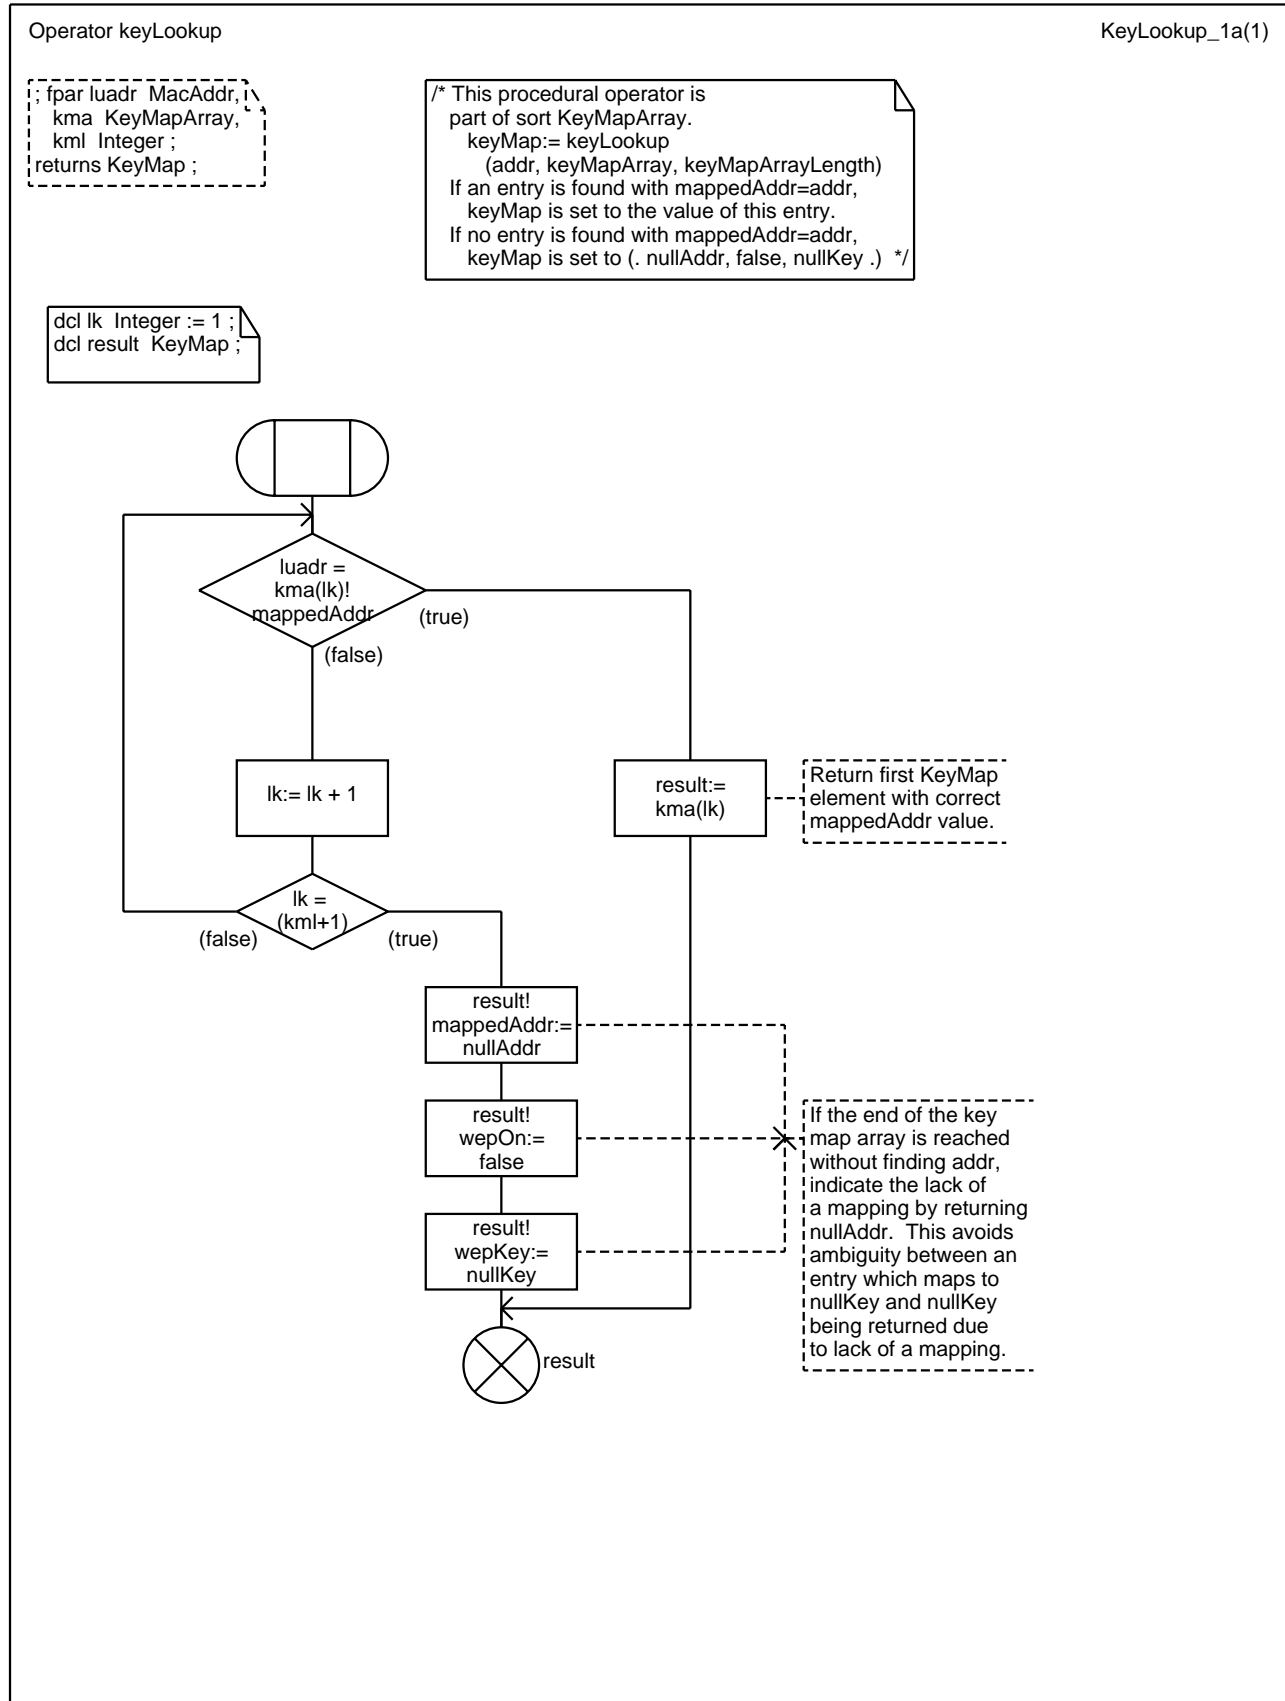 Operator keyLookup
KeyLookup_1a(1)
; fpar luadr  MacAddr,
kma  KeyMapArray,
kml  Integer ;
returns KeyMap ;
/* This procedural operator is
part of sort KeyMapArray.
keyMap:= keyLookup
(addr, keyMapArray, keyMapArrayLength)
If an entry is found with mappedAddr=addr,
keyMap is set to the value of this entry.
If no entry is found with mappedAddr=addr,
keyMap is set to (. nullAddr, false, nullKey .)  */
dcl lk  Integer := 1 ;
dcl result  KeyMap ;
luadr =
kma(lk)!
mappedAddr
(true)
(false)
lk:= lk + 1
result:=
kma(lk)
Return first KeyMap
element with correct
mappedAddr value.
lk =
(kml+1)
(false)
(true)
result!
mappedAddr:=
nullAddr
result!
wepOn:=
false
result!
wepKey:=
nullKey
If the end of the key
map array is reached
without finding addr,
indicate the lack of
a mapping by returning
nullAddr.  This avoids
ambiguity between an
entry which maps to
nullKey and nullKey
being returned due
to lack of a mapping.
result